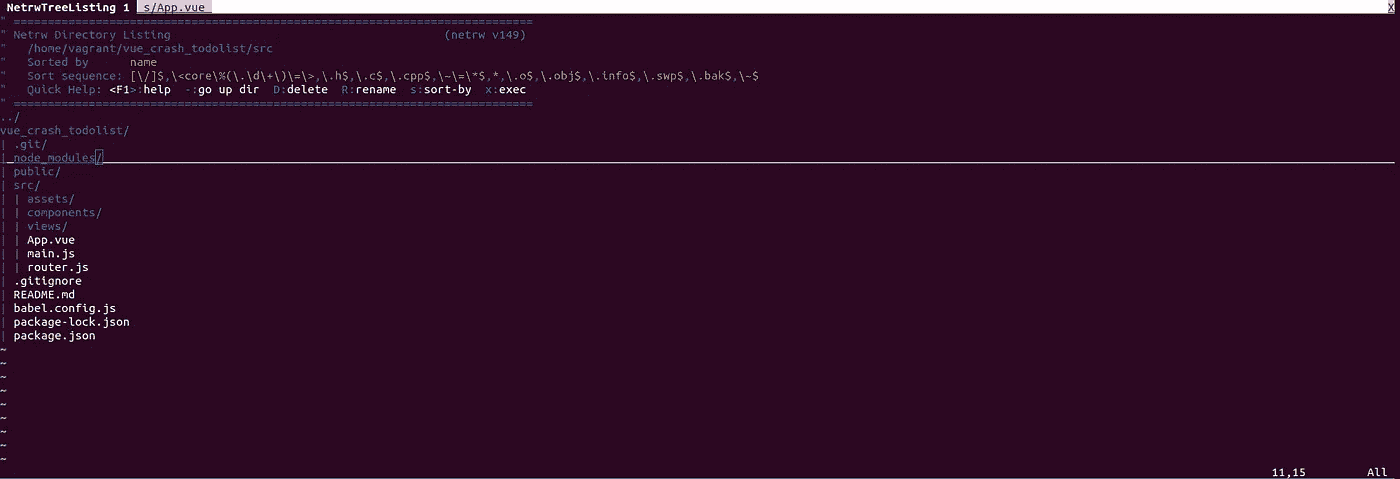 NetrwTreeListing 1  s/App.vue X
" ============================================================================
" Netrw Directory Listing                                        (netrw v149)
"   /home/vagrant/vue_crash_todolist/src
"   Sorted by      name
"   Sort sequence: [\/]$,\<core\%(\.\d\+\)\=\>,\.h$,\.c$,\.cpp$,\~\=\*$,*,\.o$,\.obj$,\.info$,\.swp$,\.bak$,\~$
"   Quick Help: <F1>:help  -:go up dir  D:delete  R:rename  s:sort-by  x:exec
" ============================================================================
../
vue_crash_todolist/
| .git/
| node_modules/
| public/
| src/
| | assets/
| | components/
| | views/
| | App.vue
| | main.js
| | router.js
| .gitignore
| README.md
| babel.config.js
| package-lock.json
| package.json
~
~
~
~
~
~
~
~
~
11,15 All